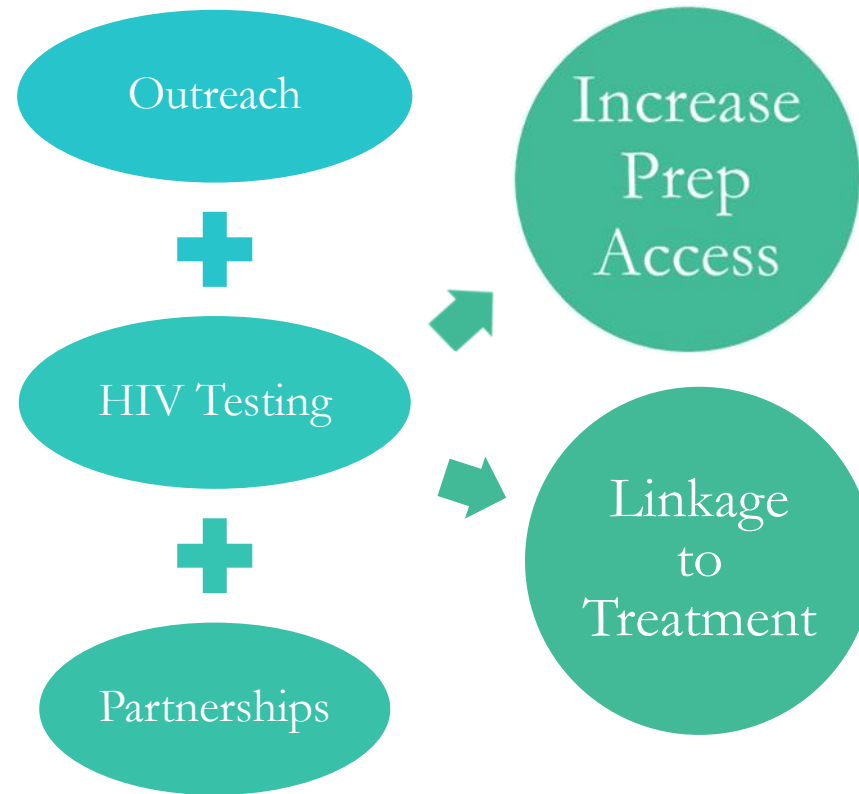 Outreach
HIV Testing
Partnerships
Increase
Prep
Access
Linkage
to
Treatment